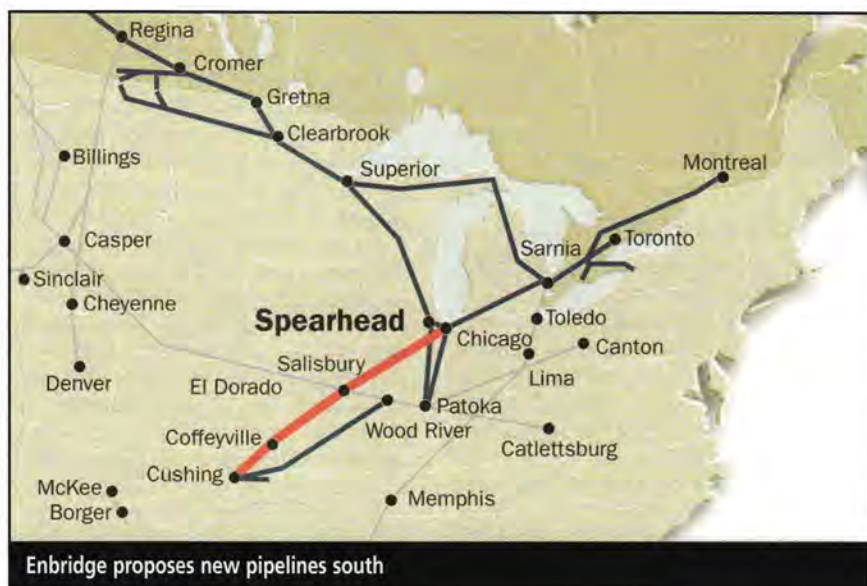 Regina
Cromer
Gretna
Clearbrook
Billings
Superior
Montreal
Casper
Toronto
Sarnia
Sinclair
Cheyenne
Spearhead
Toledo
Chicago
Canton
Salisbury
Denver
El Dorado
Lima
Patoka
Wood River
Coffeyville
Catlettsburg
Cushing
McKee
Memphis
Borger
Enbridge proposes new pipelines south